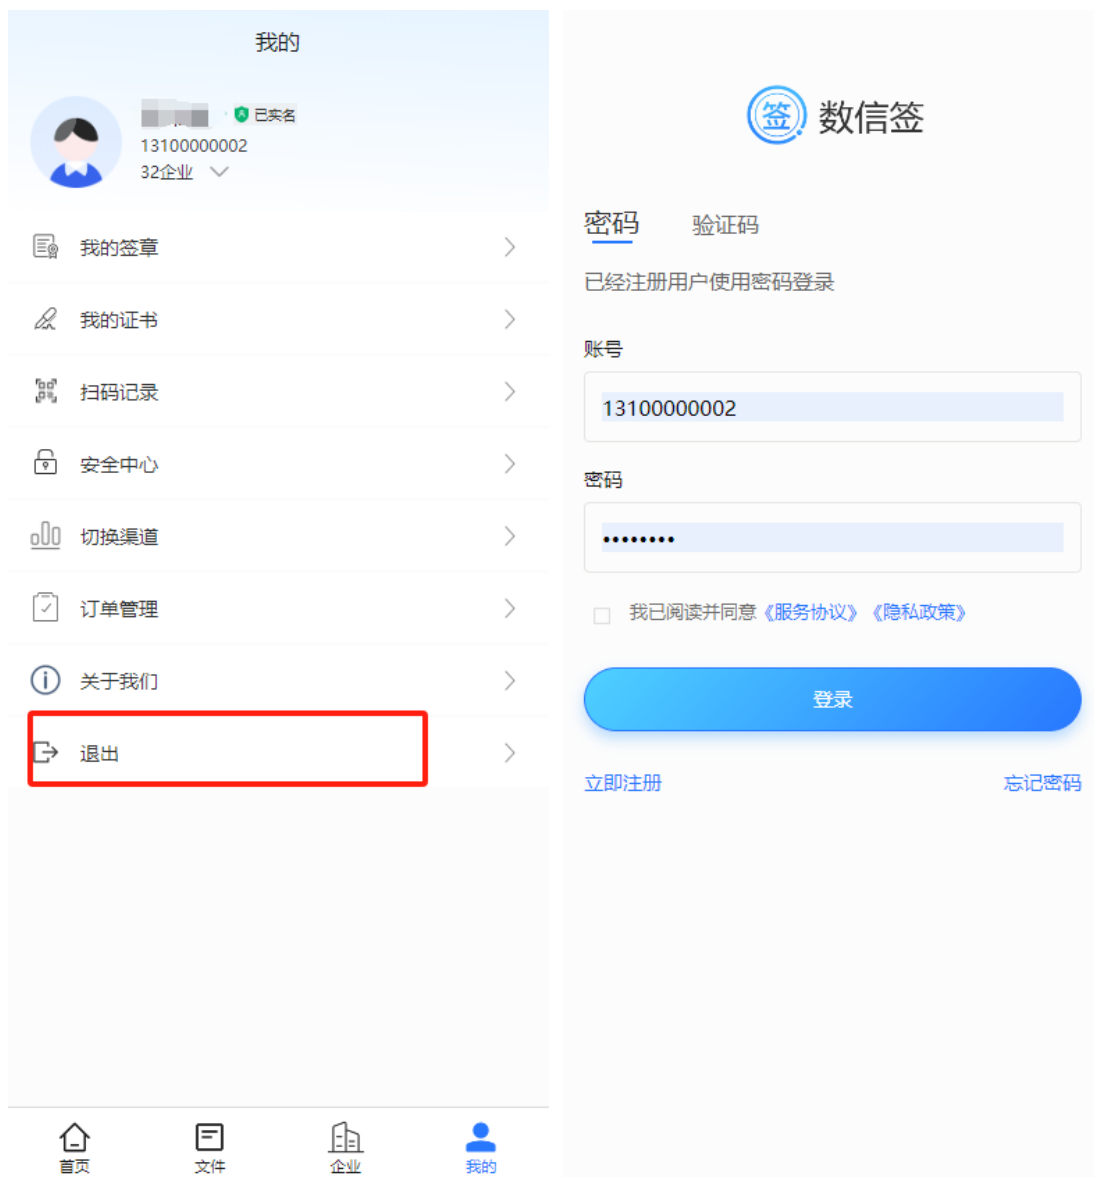 我的
已实名
13100000002
32企业
我的签章
我的证书
扫码记录
安全中心
切换渠道
订单管理
关于我们
退出
首页
文件
企业
我的
签 数信签
密码 验证码
已经注册用户使用密码登录
账号
13100000002
密码
••••••••
我已阅读并同意《服务协议》《隐私政策》
登录
立即注册 忘记密码